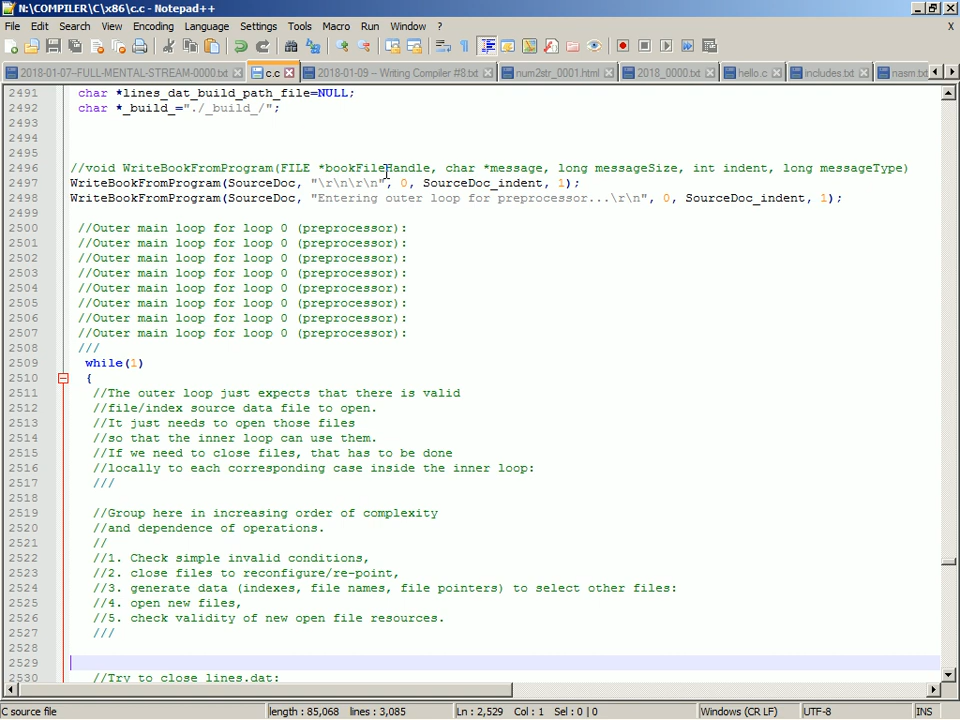 N:\COMPILER\C\x86\c.c - Notepad++
File Edit Search View Encoding Language Settings Tools Macro Run Window ? X
2018-01-07-FULL-MENTAL-STREAM-0000.txt c.c 2018-01-09 – Writing Compiler #8.txt num2str_0001.html 2018_0000.txt hello.c includes.txt nasm.txt
2491 char *lines_dat_build_path_file=NULL;
2492 char *_build_="./_build_/";
2493
2494
2495
2496 //void WriteBookFromProgram(FILE *bookFileHandle, char *message, long messageSize, int indent, long messageType)
2497 WriteBookFromProgram(SourceDoc, "\r\n\r\n", 0, SourceDoc_indent, 1);
2498 WriteBookFromProgram(SourceDoc, "Entering outer loop for preprocessor...\r\n", 0, SourceDoc_indent, 1);
2499
2500 //Outer main loop for loop 0 (preprocessor):
2501 //Outer main loop for loop 0 (preprocessor):
2502 //Outer main loop for loop 0 (preprocessor):
2503 //Outer main loop for loop 0 (preprocessor):
2504 //Outer main loop for loop 0 (preprocessor):
2505 //Outer main loop for loop 0 (preprocessor):
2506 //Outer main loop for loop 0 (preprocessor):
2507 //Outer main loop for loop 0 (preprocessor):
2508 ///
2509 while(1)
2510 {
2511 //The outer loop just expects that there is valid
2512 //file/index source data file to open.
2513 //It just needs to open those files
2514 //so that the inner loop can use them.
2515 //If we need to close files, that has to be done
2516 //locally to each corresponding case inside the inner loop:
2517 ///
2518
2519 //Group here in increasing order of complexity
2520 //and dependence of operations.
2521 //
2522 //1. Check simple invalid conditions,
2523 //2. close files to reconfigure/re-point,
2524 //3. generate data (indexes, file names, file pointers) to select other files:
2525 //4. open new files,
2526 //5. check validity of new open file resources.
2527 ///
2528
2529
2530 //Try to close lines.dat:
C source file length : 85,068 lines : 3,085 Ln : 2,529 Col : 1 Sel : 0 | 0 Windows (CR LF) UTF-8 INS